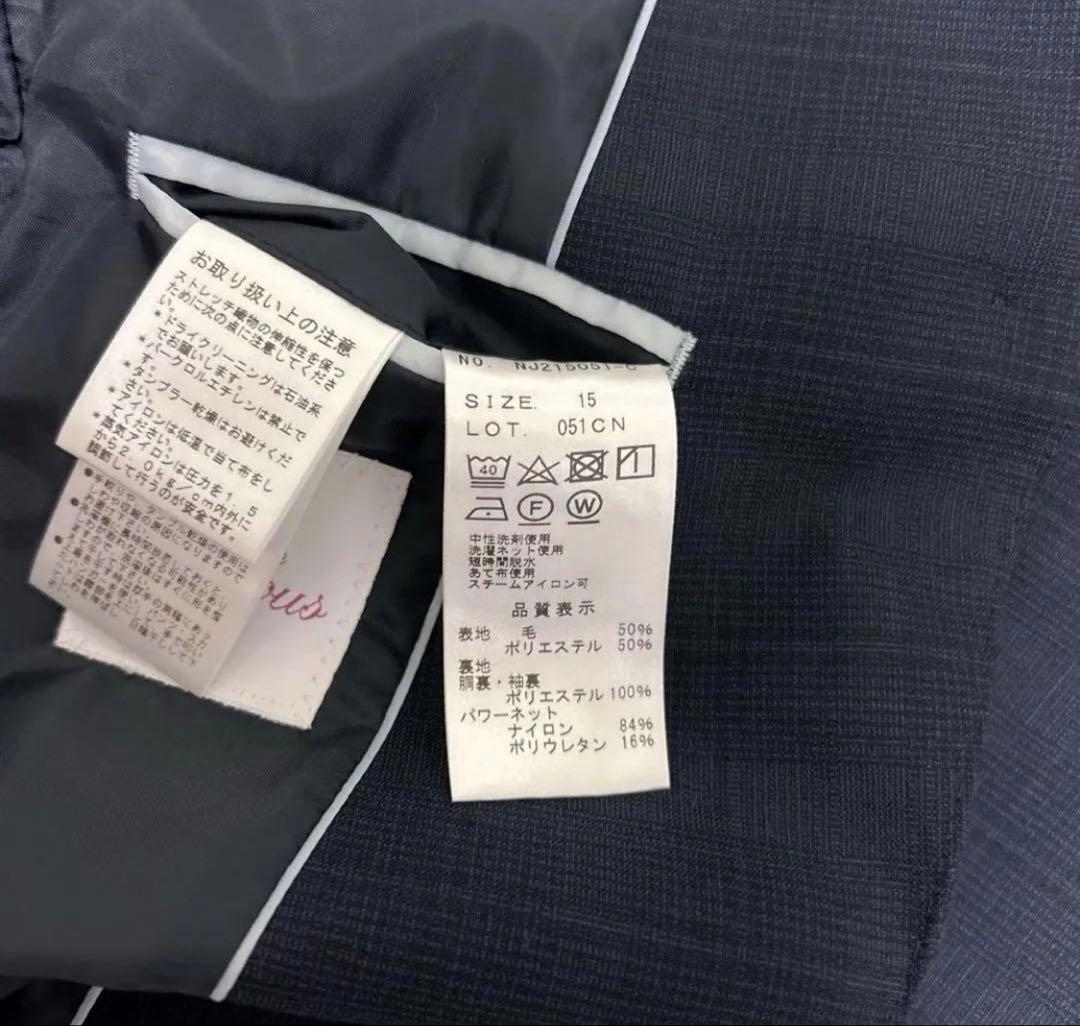 お取り扱い上の注意
ストレッチ織物の伸縮性を保つ
ために次の点に注意してくださ
い。
*ドライクリーニングは石油系
でお願いします。
*パークロルエチレンは禁止で
す。
*タンブラー乾燥はお避けくだ
さい。
*アイロンは低温で当て布をし
てください。
*蒸気アイロンは圧力を1.5
から2.0kg/cm内外に
調節して行うのが安全です。
ous
NO. NJ215051-C
SIZE. 15
LOT. 051CN
40
F
W
中性洗剤使用
洗濯ネット使用
短時間脱水
あて布使用
スチームアイロン可
品質表示
表地 毛 50%
ポリエステル 50%
裏地
胴裏・袖裏
ポリエステル 100%
パワーネット
ナイロン 84%
ポリウレタン 16%